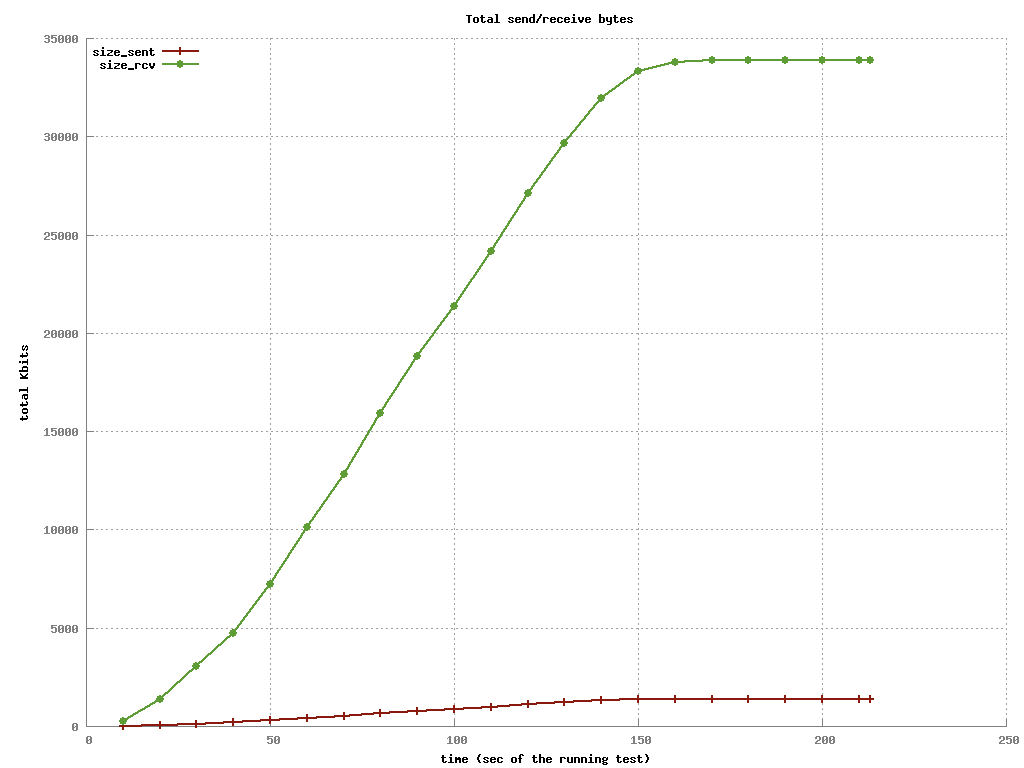 Total send/receive bytes
size_sent
size_rcv
35000
30000
25000
20000
15000
10000
5000
0
total Kbits
0 50 100 150 200 250
time (sec of the running test)